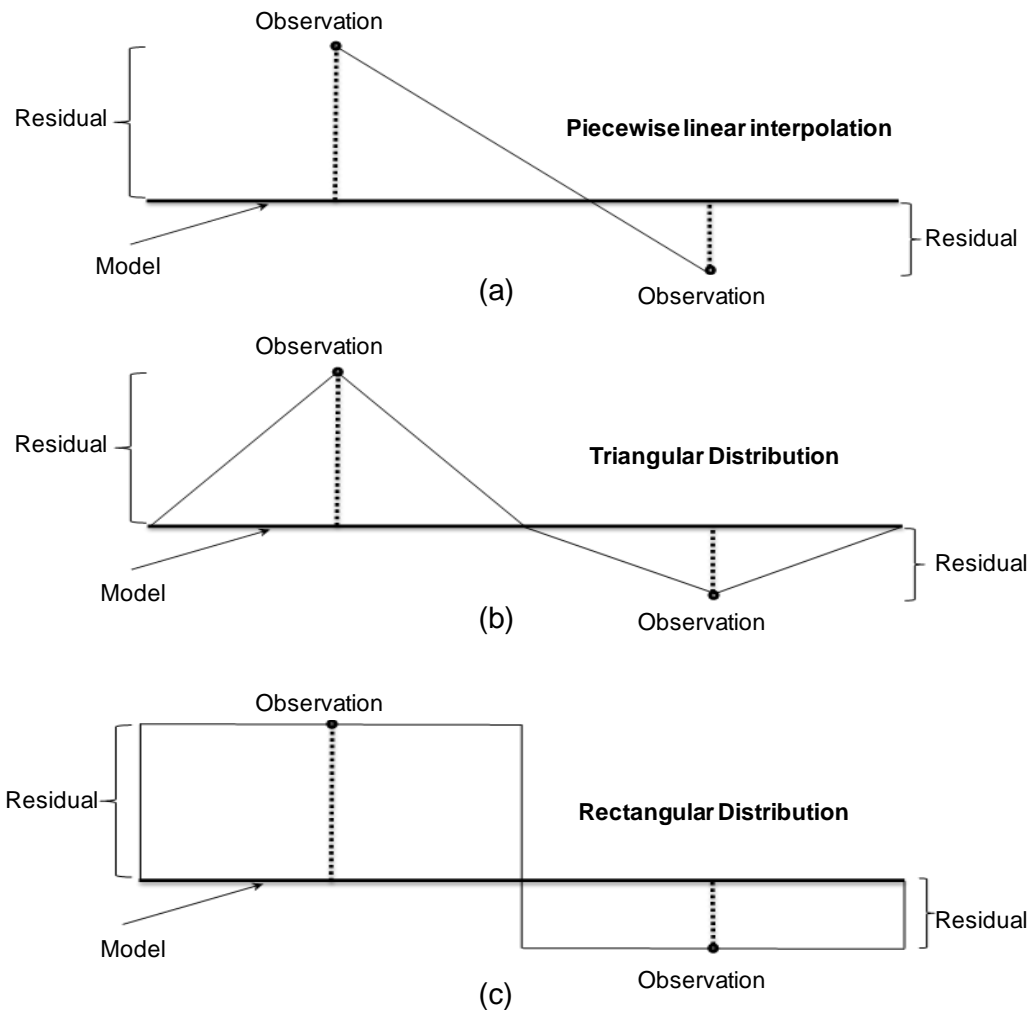 Observation
Residual
Piecewise linear interpolation
Residual
Model
Observation
(a)
Observation
Residual
Triangular Distribution
Residual
Model
Observation
(b)
Observation
Residual
Rectangular Distribution
Residual
Model
Observation
(c)